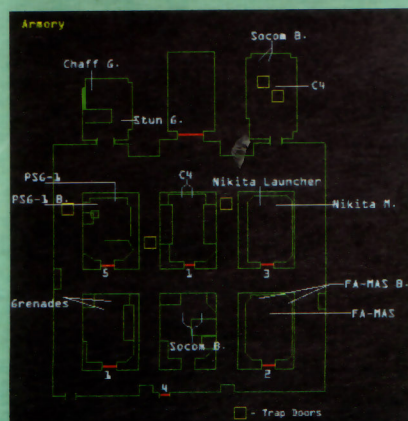 Armory
Socom B.
Chaff G.
C4
Stun G.
PSG-1
C4
Nikita Launcher
PSG-1 B.
Nikita M.
5
1
3
FA-MAS B.
Grenades
FA-MAS
Socom B.
1
2
4
- Trap Doors